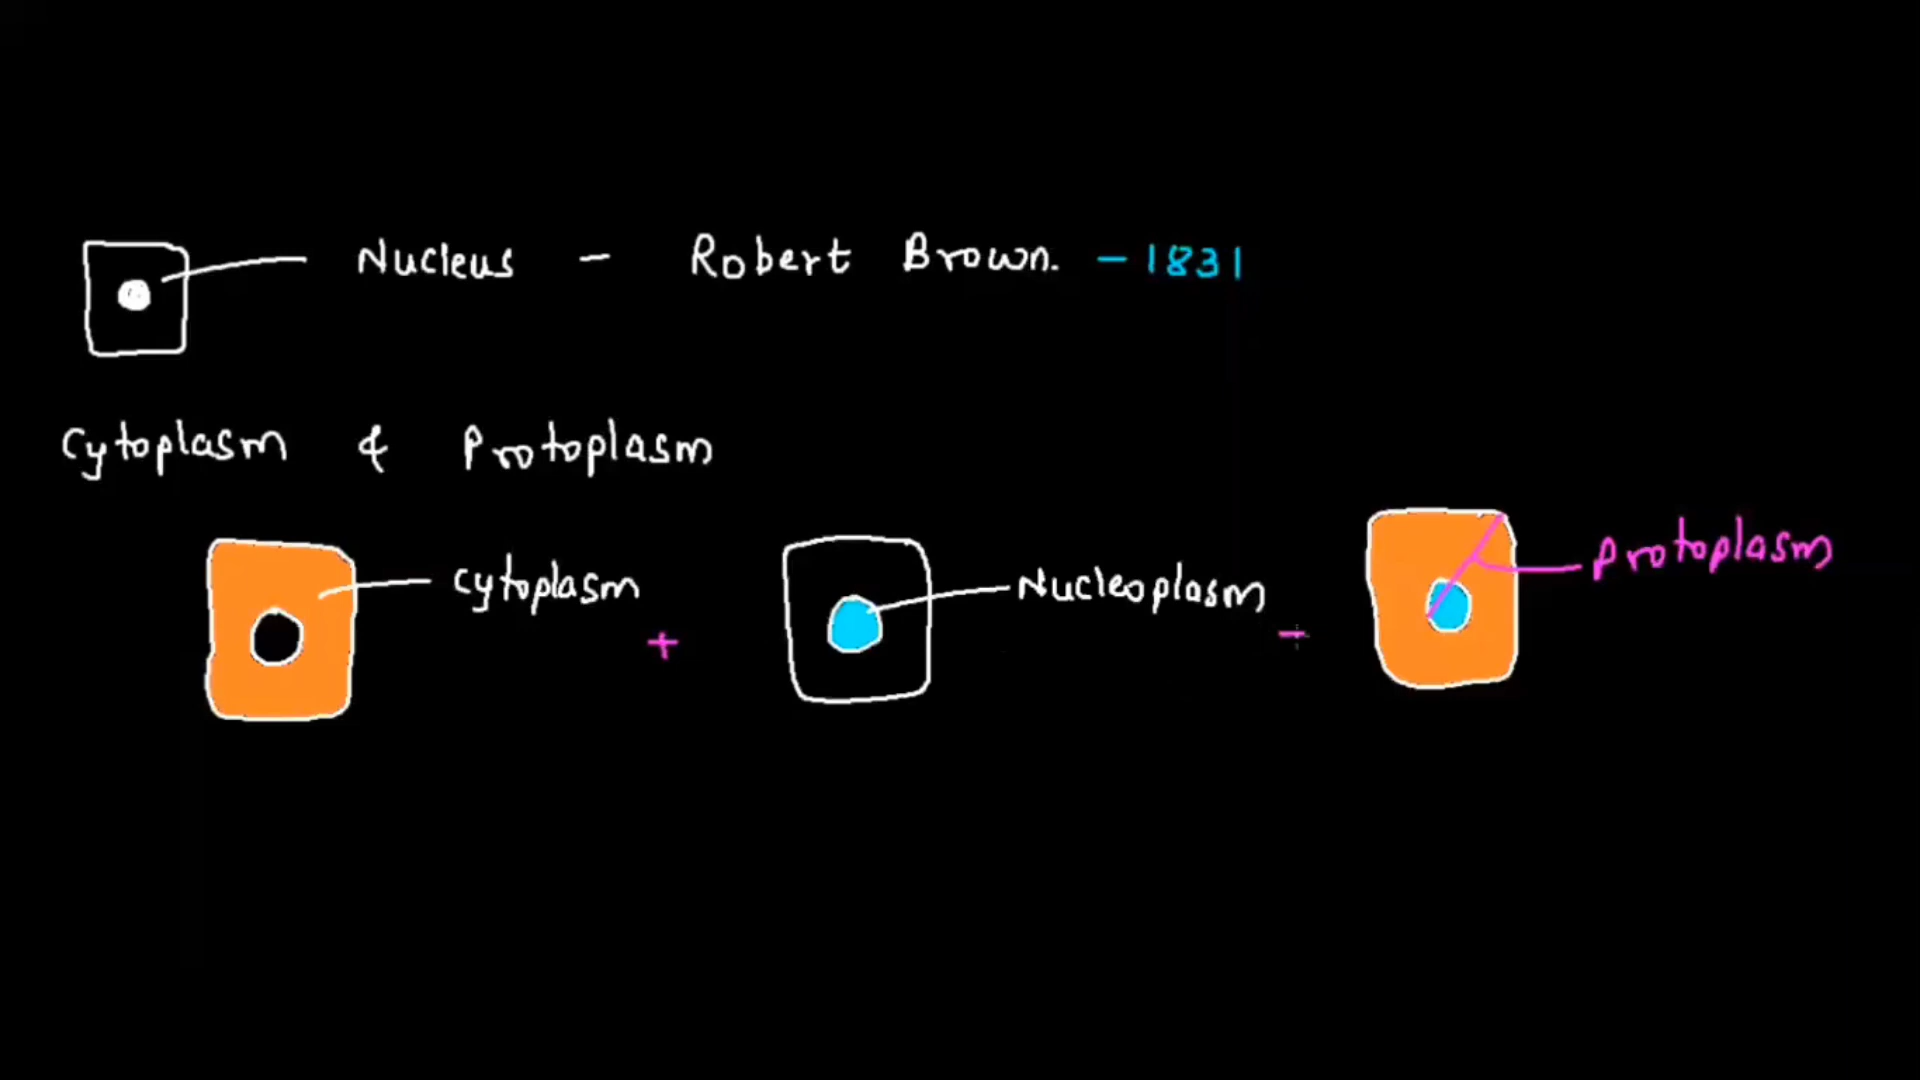 Nucleus - Robert Brown. - 1831
Cytoplasm & Protoplasm
cytoplasm + Nucleoplasm - Protoplasm